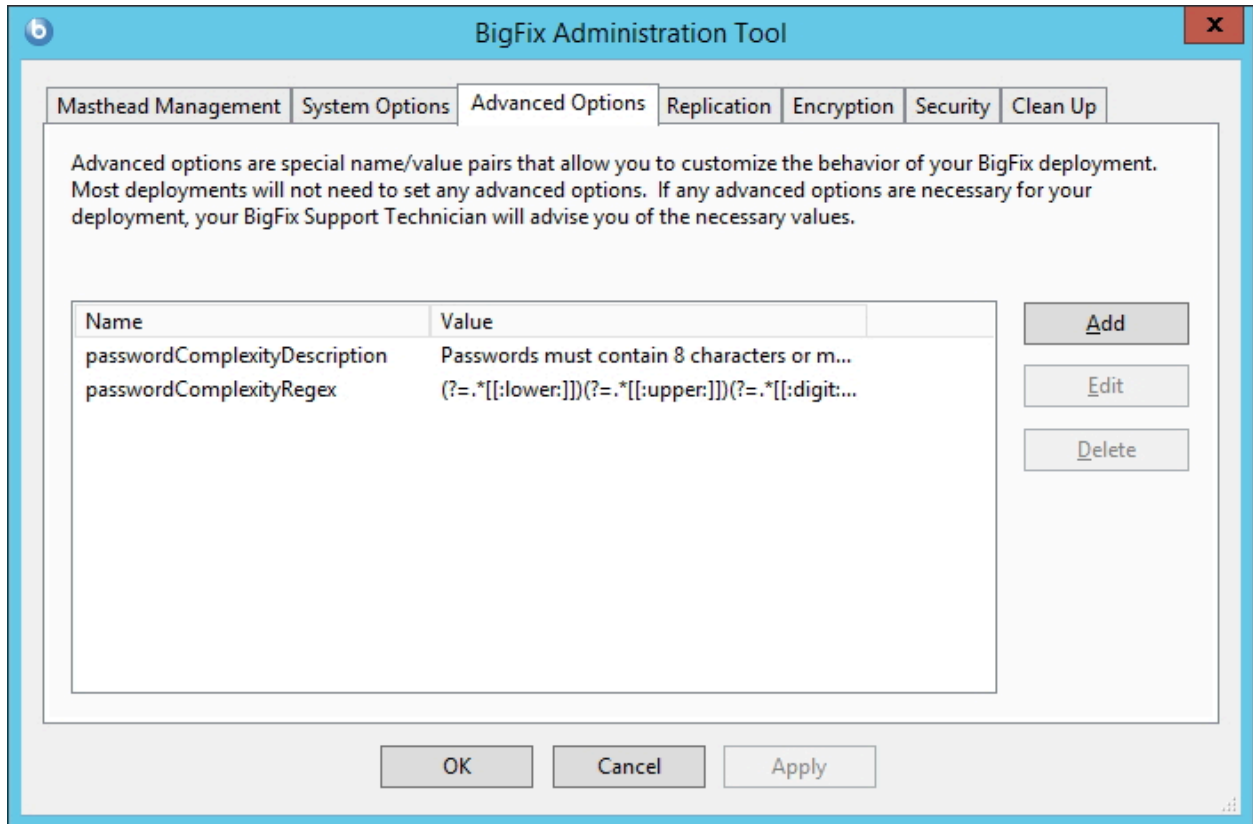 BigFix Administration Tool
x
Masthead Management System Options Advanced Options Replication Encryption Security Clean Up
Advanced options are special name/value pairs that allow you to customize the behavior of your BigFix deployment.
Most deployments will not need to set any advanced options.  If any advanced options are necessary for your
deployment, your BigFix Support Technician will advise you of the necessary values.
Name Value
passwordComplexityDescription Passwords must contain 8 characters or m...
passwordComplexityRegex (?=.*[[:lower:]])(?=.*[[:upper:]])(?=.*[[:digit:...
Add
Edit
Delete
OK Cancel Apply